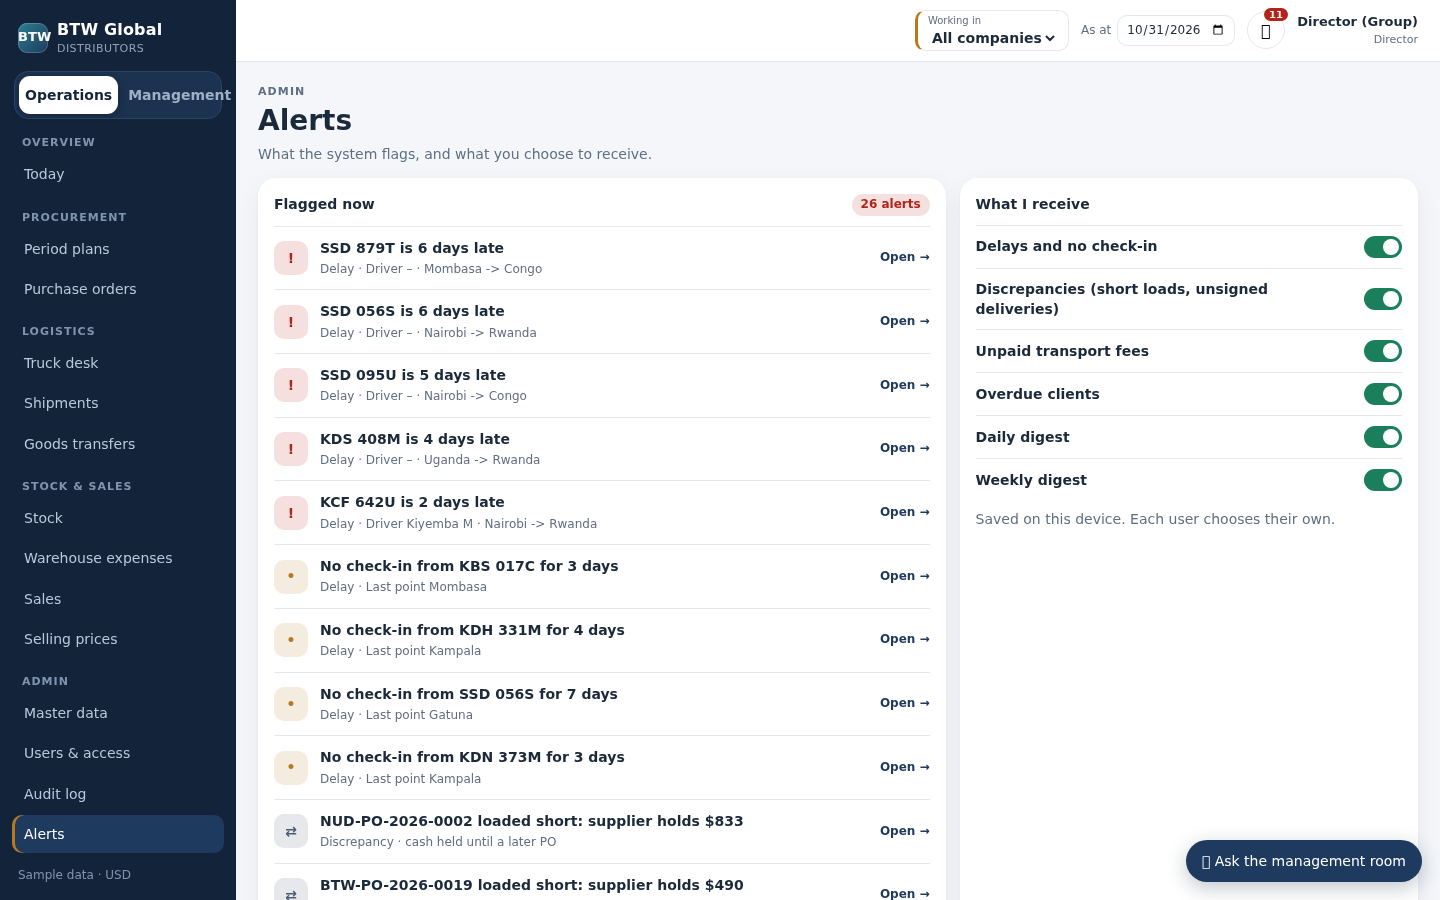 BTW
BTW Global
DISTRIBUTORS
Operations
Management
OVERVIEW
Today
PROCUREMENT
Period plans
Purchase orders
LOGISTICS
Truck desk
Shipments
Goods transfers
STOCK & SALES
Stock
Warehouse expenses
Sales
Selling prices
ADMIN
Master data
Users & access
Audit log
Alerts
Sample data · USD
Working in
All companies
As at
10/31/2026
11
Director (Group)
Director
ADMIN
Alerts
What the system flags, and what you choose to receive.
Flagged now
26 alerts
! SSD 879T is 6 days late
Delay · Driver – · Mombasa -> Congo
Open →
! SSD 056S is 6 days late
Delay · Driver – · Nairobi -> Rwanda
Open →
! SSD 095U is 5 days late
Delay · Driver – · Nairobi -> Congo
Open →
! KDS 408M is 4 days late
Delay · Driver – · Uganda -> Rwanda
Open →
! KCF 642U is 2 days late
Delay · Driver Kiyemba M · Nairobi -> Rwanda
Open →
• No check-in from KBS 017C for 3 days
Delay · Last point Mombasa
Open →
• No check-in from KDH 331M for 4 days
Delay · Last point Kampala
Open →
• No check-in from SSD 056S for 7 days
Delay · Last point Gatuna
Open →
• No check-in from KDN 373M for 3 days
Delay · Last point Kampala
Open →
⇄ NUD-PO-2026-0002 loaded short: supplier holds $833
Discrepancy · cash held until a later PO
Open →
⇄ BTW-PO-2026-0019 loaded short: supplier holds $490
Open →
What I receive
Delays and no check-in
Discrepancies (short loads, unsigned
deliveries)
Unpaid transport fees
Overdue clients
Daily digest
Weekly digest
Saved on this device. Each user chooses their own.
Ask the management room